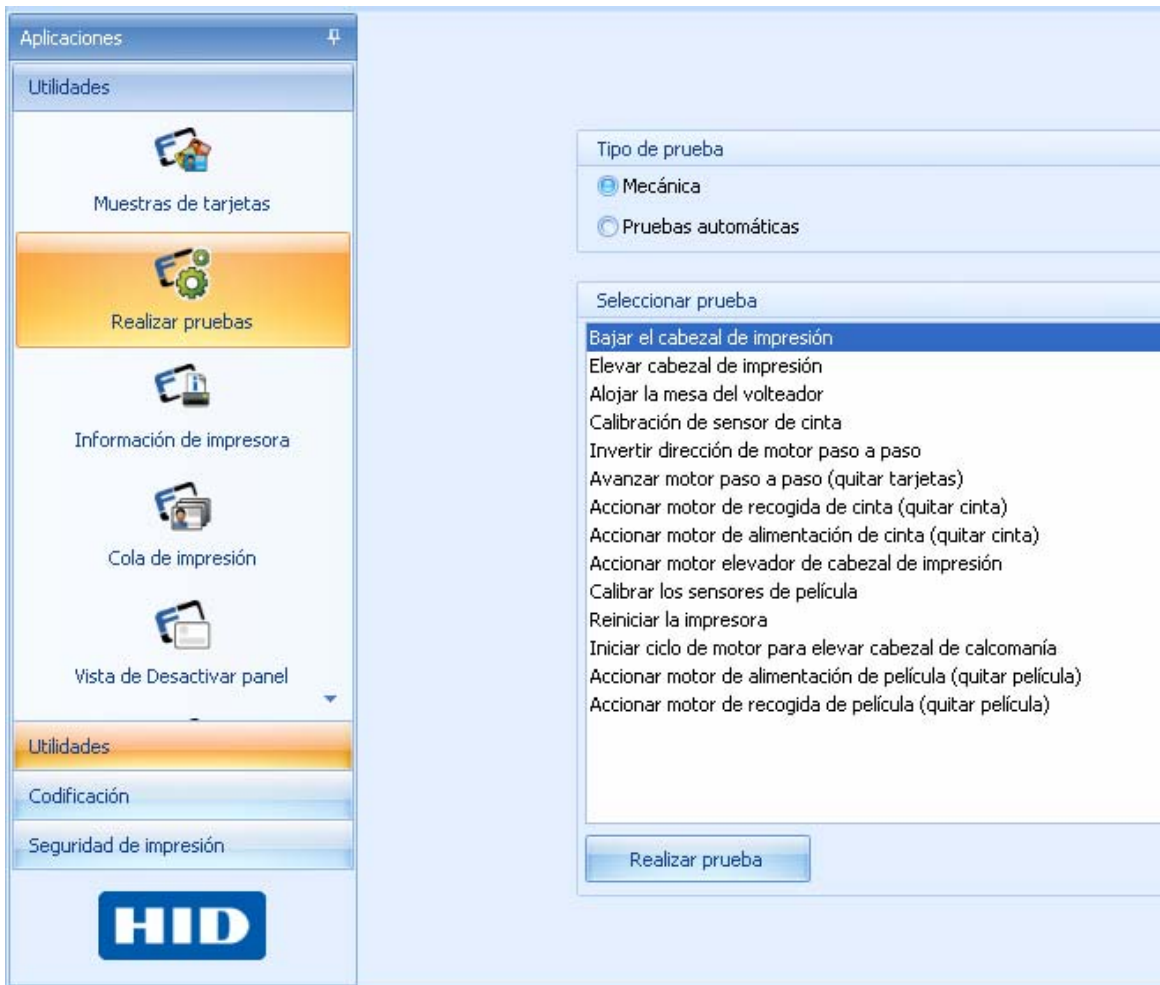 Aplicaciones
Utilidades
Muestras de tarjetas
Realizar pruebas
Información de impresora
Cola de impresión
Vista de Desactivar panel
Utilidades
Codificación
Seguridad de impresión
HID
Tipo de prueba
Mecánica
Pruebas automáticas
Seleccionar prueba
Bajar el cabezal de impresión
Elevar cabezal de impresión
Alojar la mesa del volteador
Calibración de sensor de cinta
Invertir dirección de motor paso a paso
Avanzar motor paso a paso (quitar tarjetas)
Accionar motor de recogida de cinta (quitar cinta)
Accionar motor de alimentación de cinta (quitar cinta)
Accionar motor elevador de cabezal de impresión
Calibrar los sensores de película
Reiniciar la impresora
Iniciar ciclo de motor para elevar cabezal de calcomanía
Accionar motor de alimentación de película (quitar película)
Accionar motor de recogida de película (quitar película)
Realizar prueba